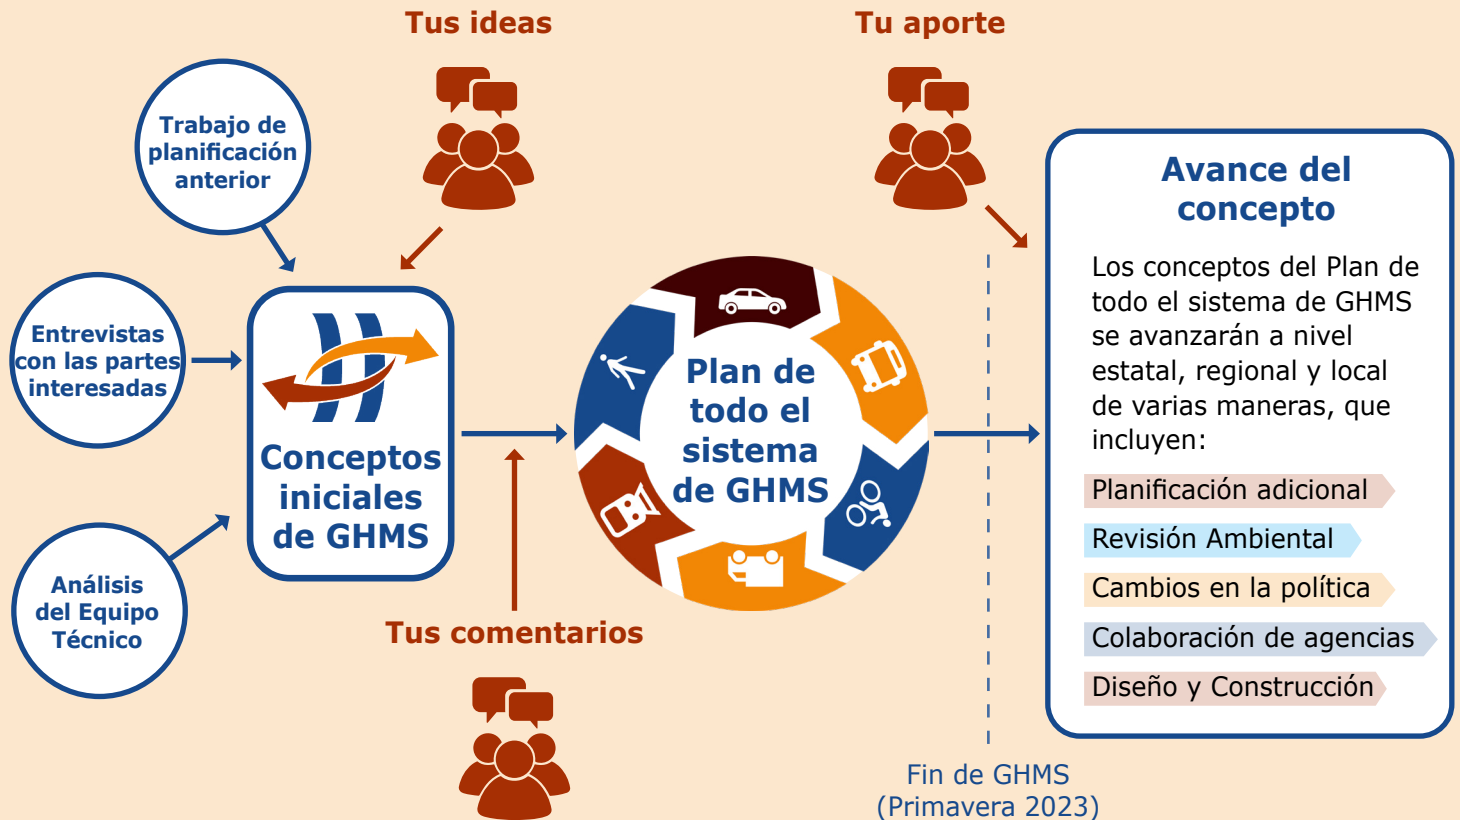 Tus ideas
Tu aporte
Trabajo de
planificación
anterior
Entrevistas
con las partes
interesadas
Análisis
del Equipo
Técnico
Conceptos
iniciales
de GHMS
Tus comentarios
Plan de
todo el
sistema
de GHMS
Fin de GHMS
(Primavera 2023)
Avance del
concepto
Los conceptos del Plan de
todo el sistema de GHMS
se avanzarán a nivel
estatal, regional y local
de varias maneras, que
incluyen:
Planificación adicional
Revisión Ambiental
Cambios en la política
Colaboración de agencias
Diseño y Construcción